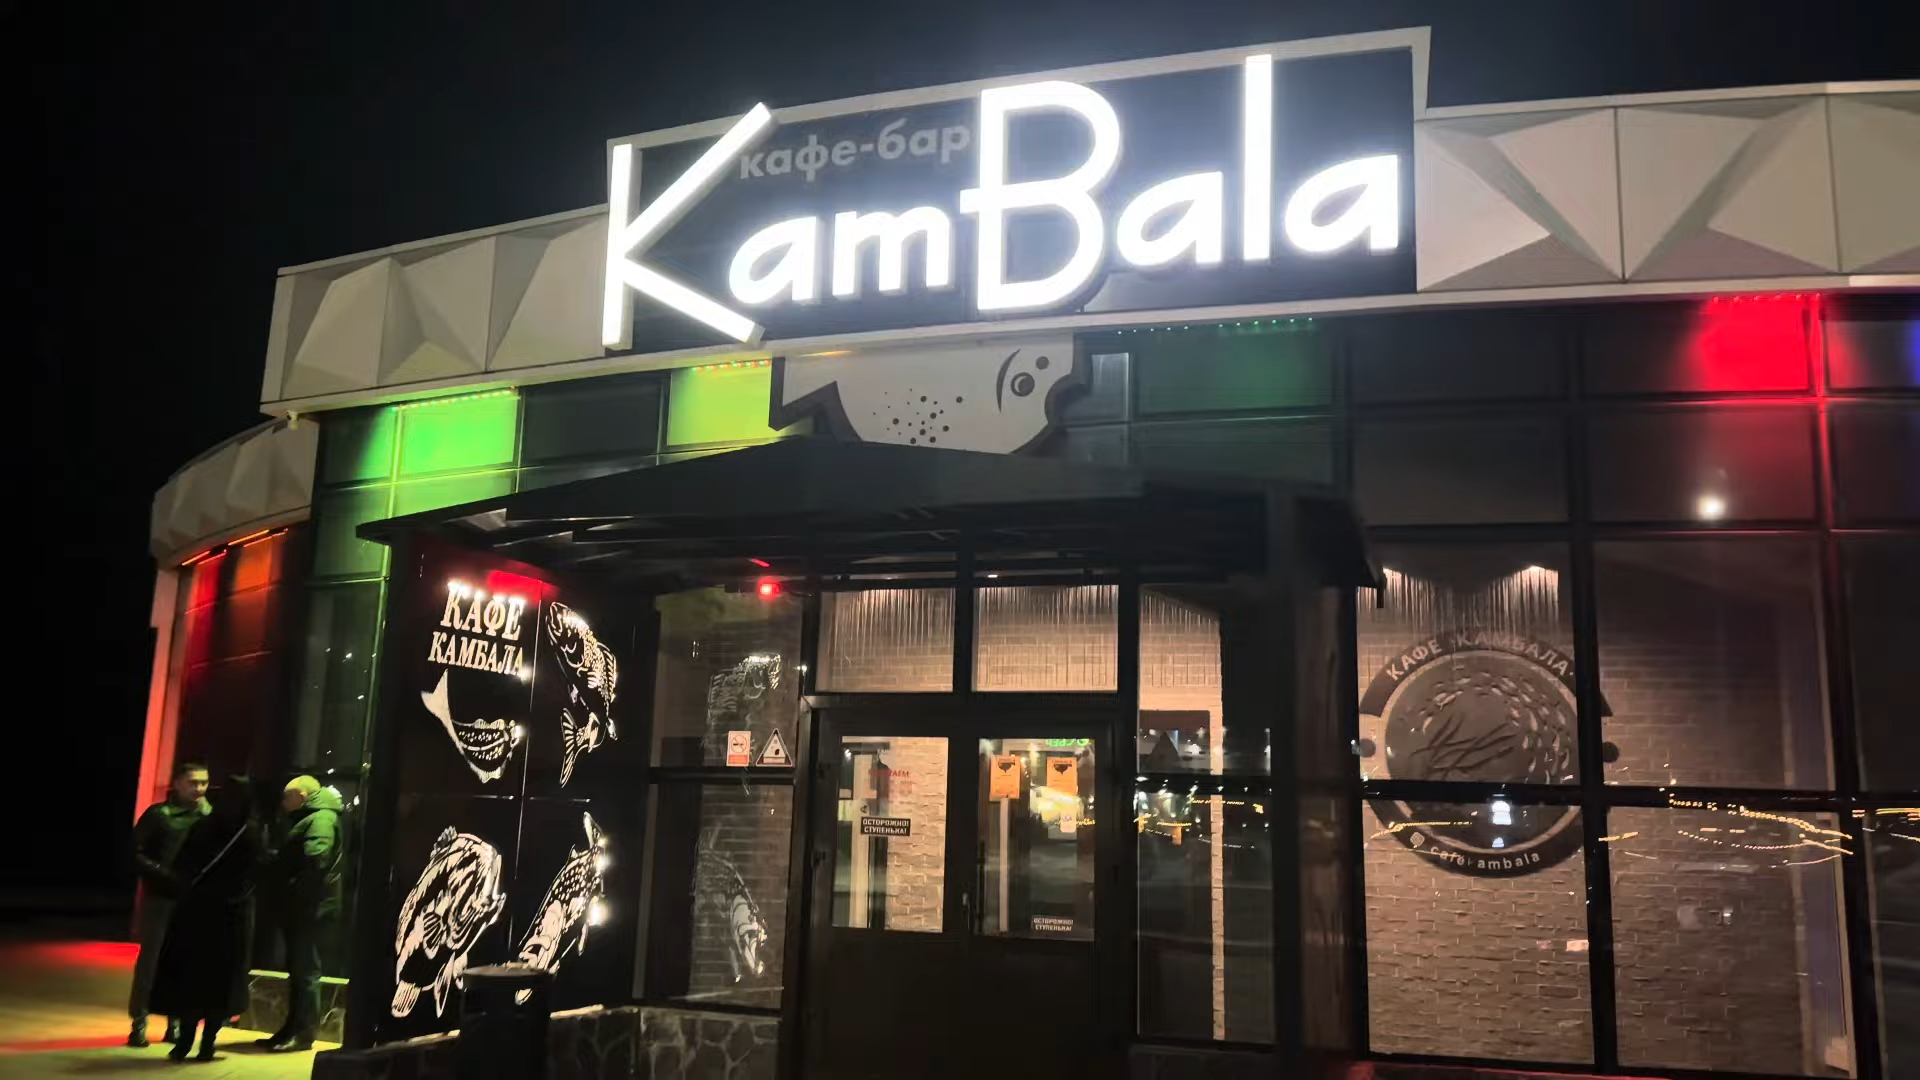 кафе-бар
KamBala
КАФЕ
КАМБАЛА
КАФЕ "КАМБАЛА"
ОСТОРОЖНО!
СТУПЕНЬКА!
ОСТОРОЖНО!
СТУПЕНЬКА!